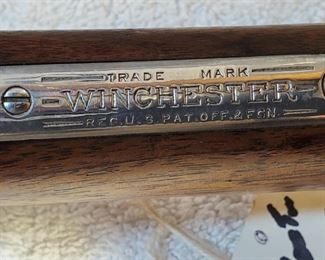 TRADE MARK
WINCHESTER
REG. U.S. PAT. OFF. & FGN.